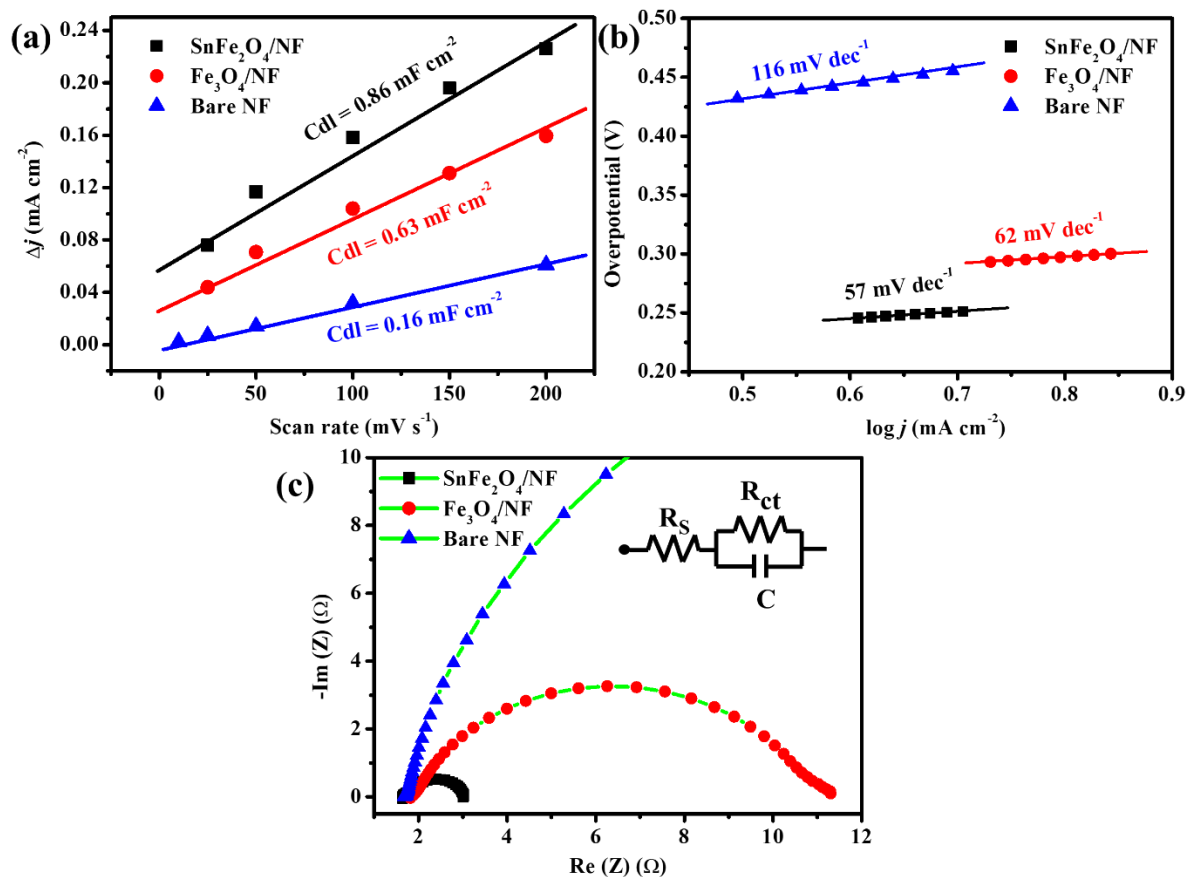 (a)
SnFe₂O₄/NF
Fe₃O₄/NF
Bare NF
Cdl = 0.86 mF cm⁻²
Cdl = 0.63 mF cm⁻²
Cdl = 0.16 mF cm⁻²
0.24
0.20
0.16
0.12
0.08
0.04
0.00
Δj (mA cm⁻²)
0 50 100 150 200
Scan rate (mV s⁻¹)
(b)
116 mV dec⁻¹
SnFe₂O₄/NF
Fe₃O₄/NF
Bare NF
62 mV dec⁻¹
57 mV dec⁻¹
0.50
0.45
0.40
0.35
0.30
0.25
0.20
Overpotential (V)
0.5 0.6 0.7 0.8 0.9
log j (mA cm⁻²)
(c)
SnFe₂O₄/NF
Fe₃O₄/NF
Bare NF
R_S
R_ct
C
10
8
6
4
2
0
-Im (Z) (Ω)
2 4 6 8 10 12
Re (Z) (Ω)